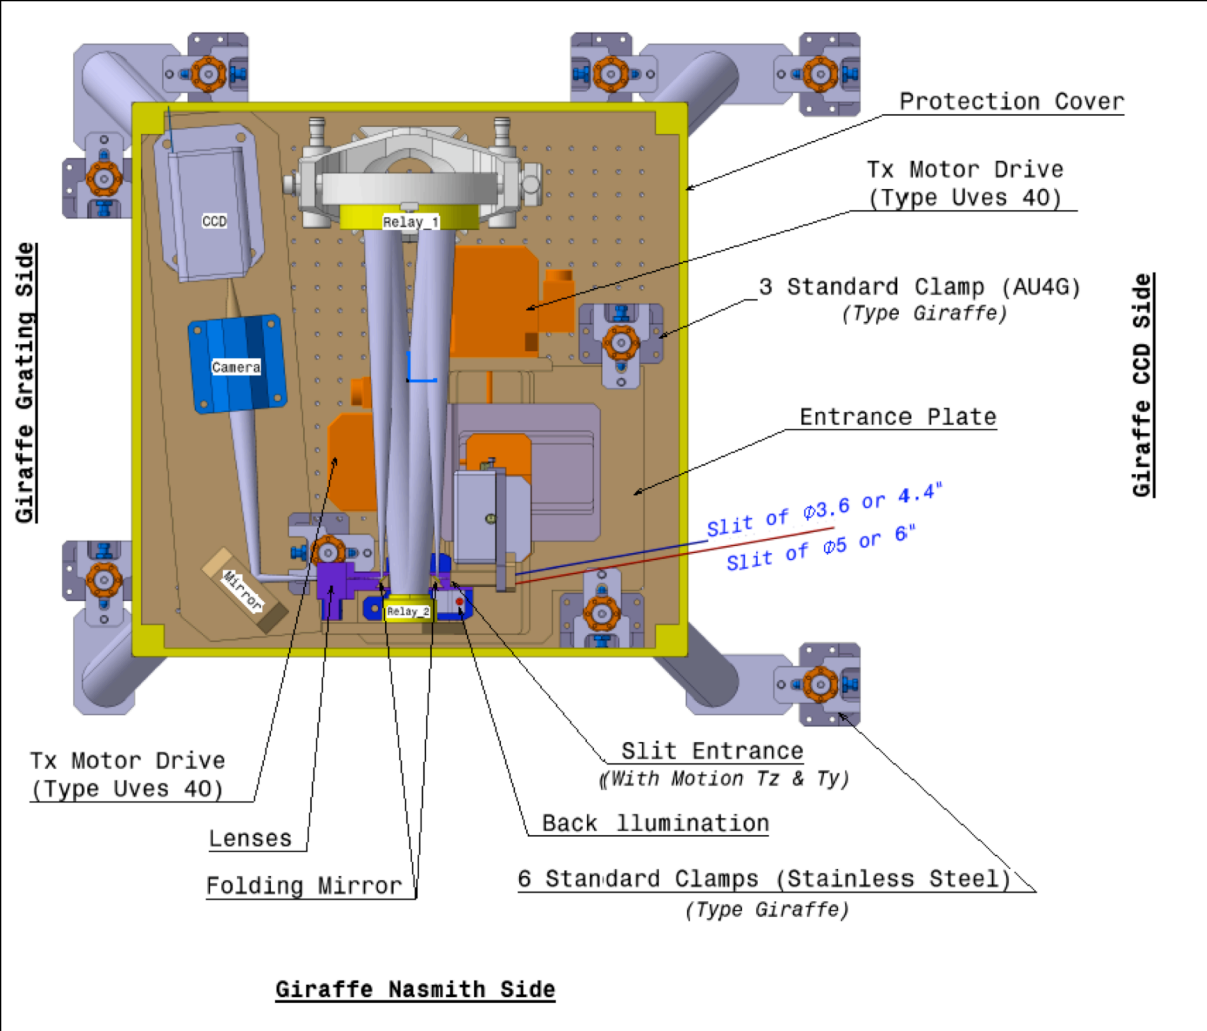 Protection Cover
Tx Motor Drive
(Type Uves 40)
CCD
Relay_1
3 Standard Clamp (AU4G)
(Type Giraffe)
Giraffe Grating Side
Giraffe CCD Side
Camera
Entrance Plate
Slit of ∅3.6 or 4.4"
Slit of ∅5 or 6"
Mirror
Relay_2
Tx Motor Drive
(Type Uves 40)
Slit Entrance
(With Motion Tz & Ty)
Lenses
Back llumination
Folding Mirror
6 Standard Clamps (Stainless Steel)
(Type Giraffe)
Giraffe Nasmith Side